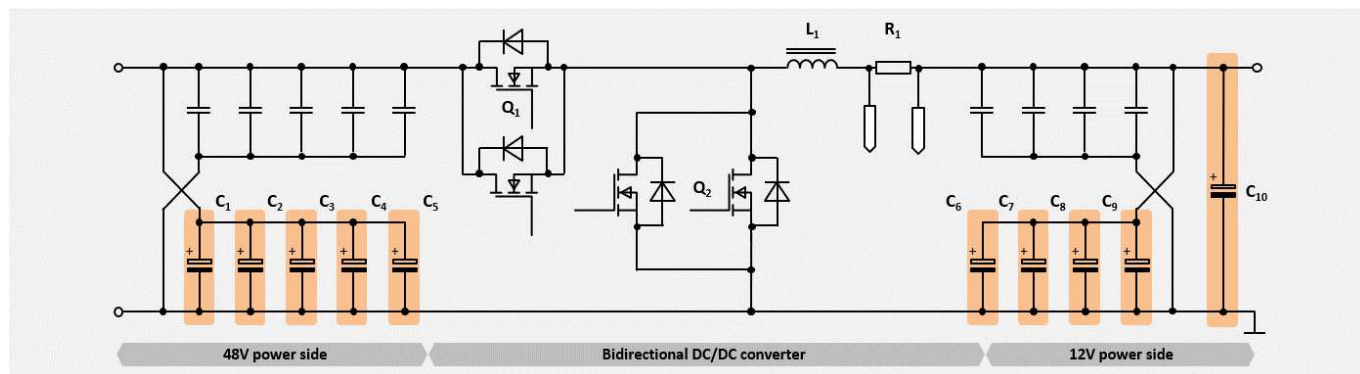 L₁ R₁
Q₁
Q₂
C₁ C₂ C₃ C₄ C₅ C₆ C₇ C₈ C₉ C₁₀
+ + + + + + + + + +
48V power side Bidirectional DC/DC converter 12V power side